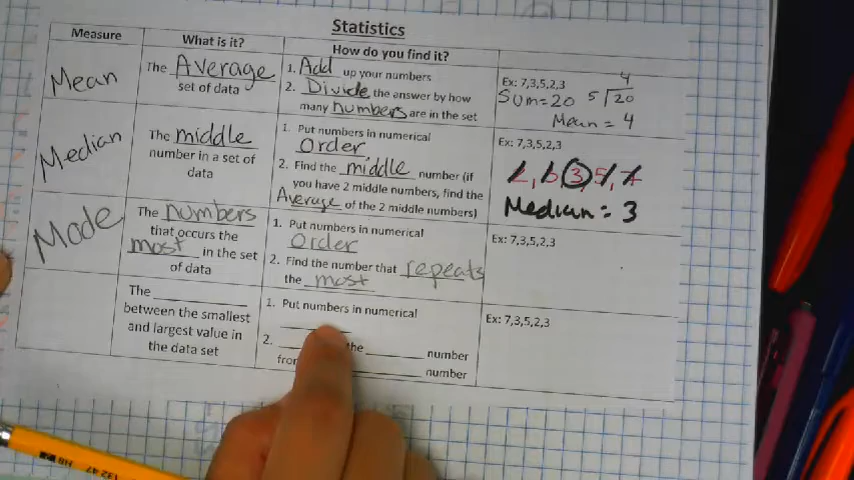 Statistics
Measure
What is it?
How do you find it?
Mean
The Average
set of data
1. Add up your numbers
2. Divide the answer by how
many numbers are in the set
Ex: 7,3,5,2,3
Sum=20
4
5 20
Mean = 4
Median
The middle
number in a set of
data
1. Put numbers in numerical
Order
2. Find the middle number (if
you have 2 middle numbers, find the
Average of the 2 middle numbers)
Ex: 7,3,5,2,3
2, 3, 3, 5, 7
Median = 3
Mode
The numbers
that occurs the
most in the set
of data
1. Put numbers in numerical
Order
2. Find the number that repeats
the most
Ex: 7,3,5,2,3
The
between the smallest
and largest value in
the data set
1. Put numbers in numerical
2. the number
number
Ex: 7,3,5,2,3